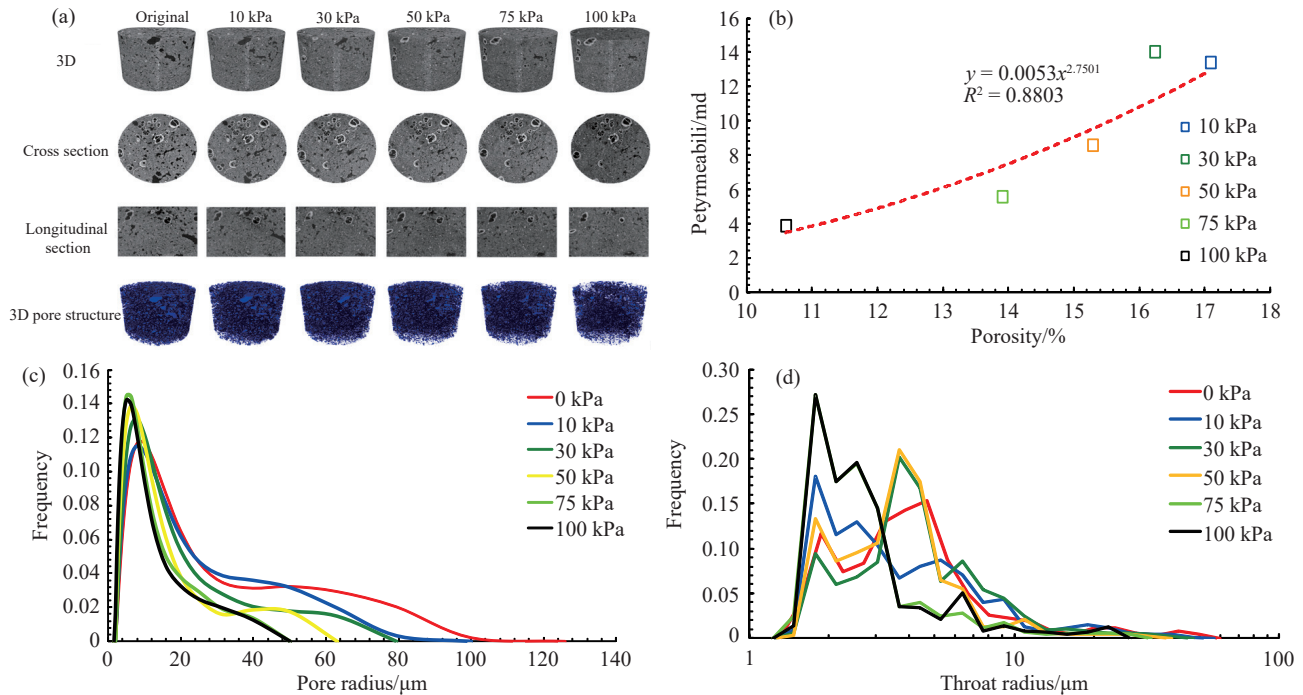 (a)
Original 10 kPa 30 kPa 50 kPa 75 kPa 100 kPa
3D
Cross section
Longitudinal
section
3D pore structure
(b)
16
14
12
10
8
6
4
2
0
Petyrmeabili/md
y = 0.0053x^2.7501
R² = 0.8803
10 kPa
30 kPa
50 kPa
75 kPa
100 kPa
10 11 12 13 14 15 16 17 18
Porosity/%
(c)
0.16
0.14
0.12
0.10
0.08
0.06
0.04
0.02
0
Frequency
0 kPa
10 kPa
30 kPa
50 kPa
75 kPa
100 kPa
0 20 40 60 80 100 120 140
Pore radius/μm
(d)
0.30
0.25
0.20
0.15
0.10
0.05
0
Frequency
0 kPa
10 kPa
30 kPa
50 kPa
75 kPa
100 kPa
1 10 100
Throat radius/μm